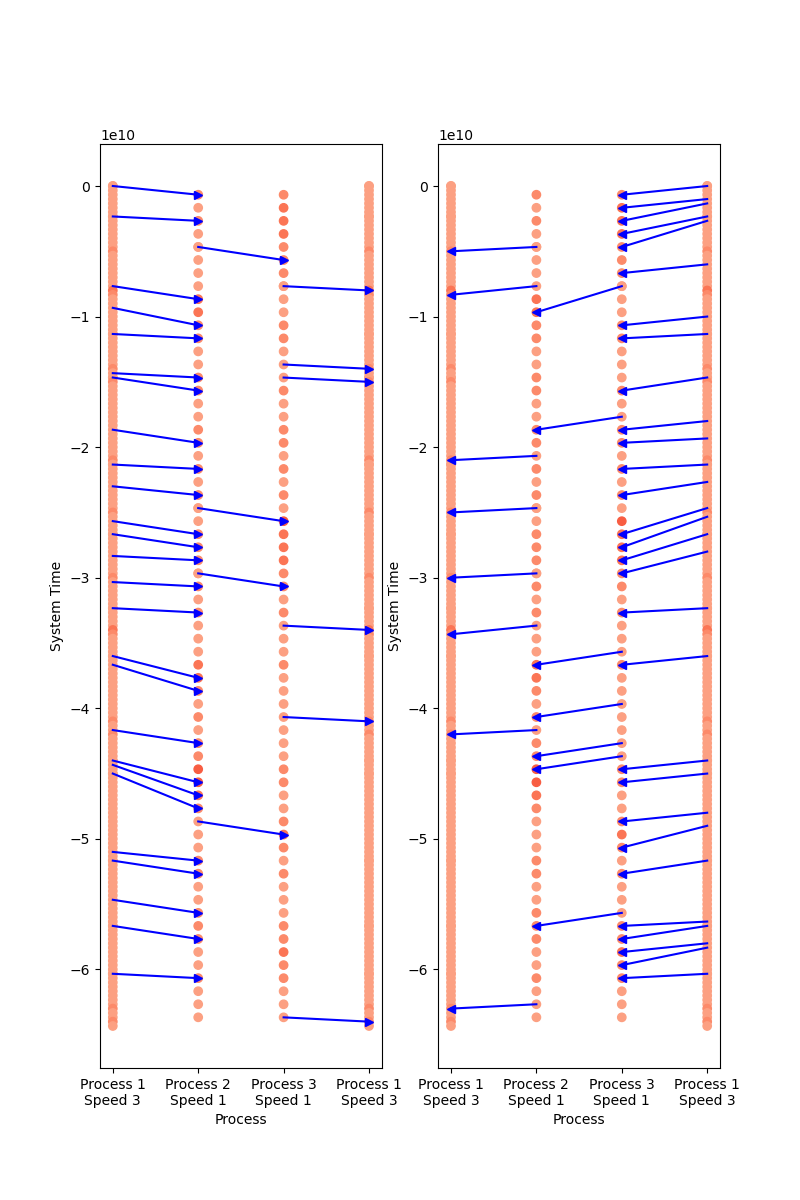 1e10
1e10
0
−1
−2
−3
−4
−5
−6
System Time
Process 1
Speed 3
Process 2
Speed 1
Process 3
Speed 1
Process 1
Speed 3
Process
0
−1
−2
−3
−4
−5
−6
System Time
Process 1
Speed 3
Process 2
Speed 1
Process 3
Speed 1
Process 1
Speed 3
Process